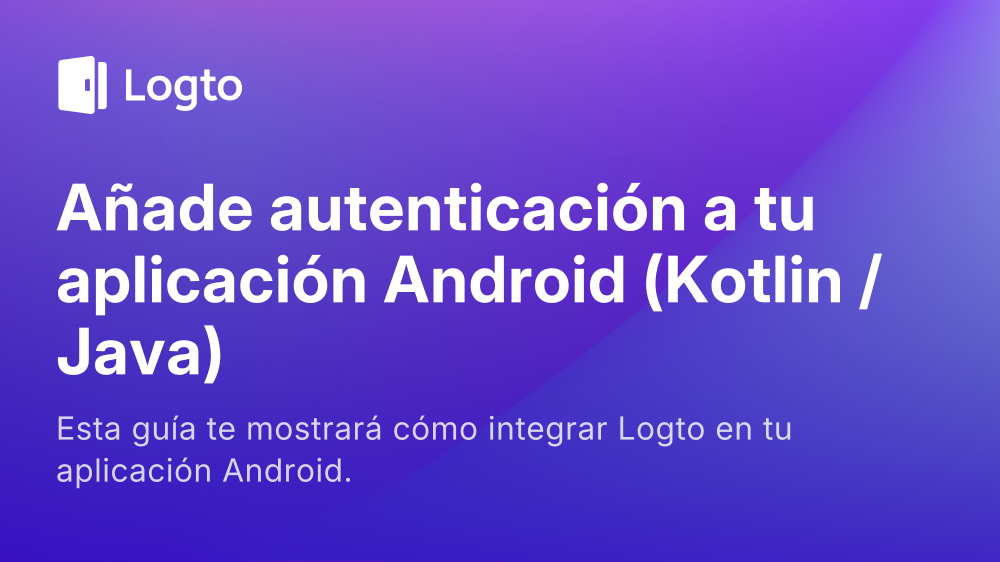 Logto
Añade autenticación a tu
aplicación Android (Kotlin /
Java)
Esta guía te mostrará cómo integrar Logto en tu
aplicación Android.